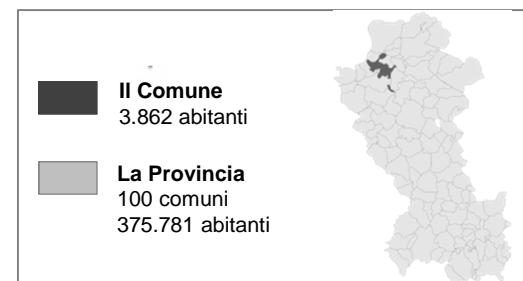 Il Comune
3.862 abitanti
La Provincia
100 comuni
375.781 abitanti